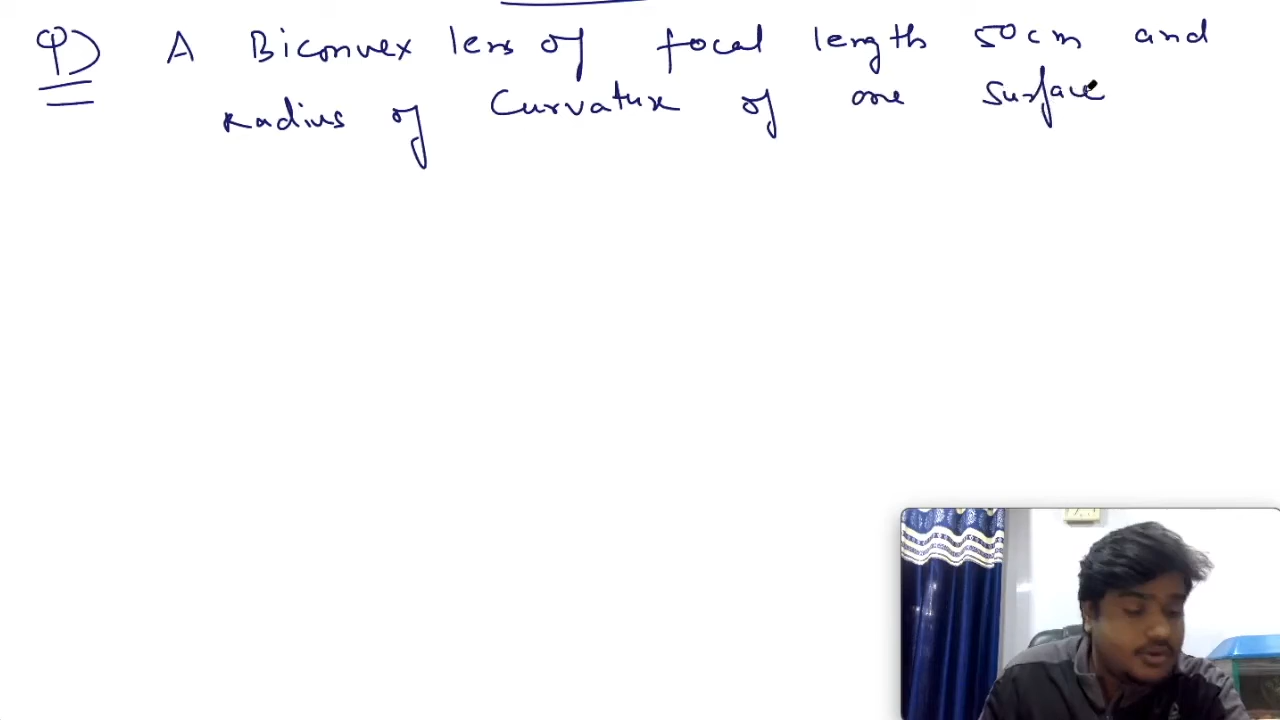 Q) A Biconvex lens of focal length 50cm and
radius of Curvature of one surface